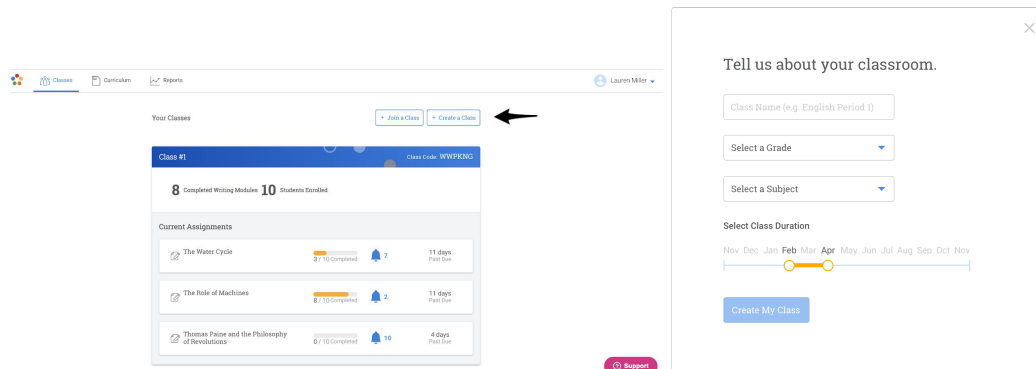 Classes Curriculum Reports Lauren Miller
Your Classes + Join a Class + Create a Class
Class #1 Class Code: WWPKNG
8 Completed Writing Modules 10 Students Enrolled
Current Assignments
The Water Cycle 3 / 10 Completed 7 11 days Past Due
The Role of Machines 8 / 10 Completed 2 11 days Past Due
Thomas Paine and the Philosophy
of Revolutions 0 / 10 Completed 10 4 days Past Due
Support
Tell us about your classroom.
Class Name (e.g. English Period 1)
Select a Grade
Select a Subject
Select Class Duration
Nov Dec Jan Feb Mar Apr May Jun Jul Aug Sep Oct Nov
Create My Class